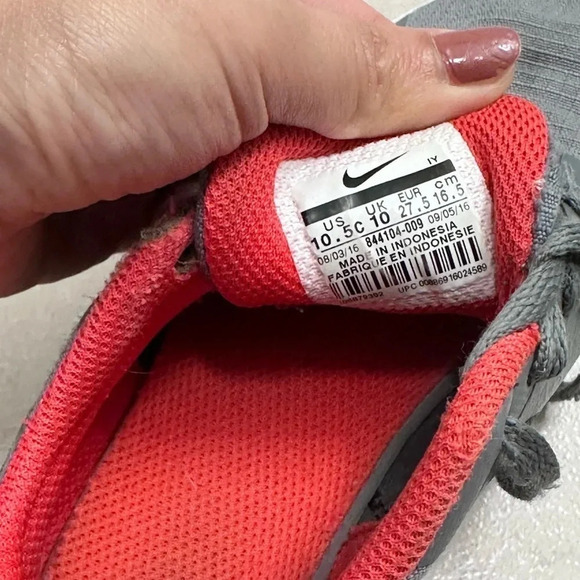 IY
US UK EUR cm
10.5C 10 27.5 16.5
08/03/16 844104-009 09/05/16
MADE IN INDONESIA
FABRIQUE EN INDONESIE
UPC 00886916024589